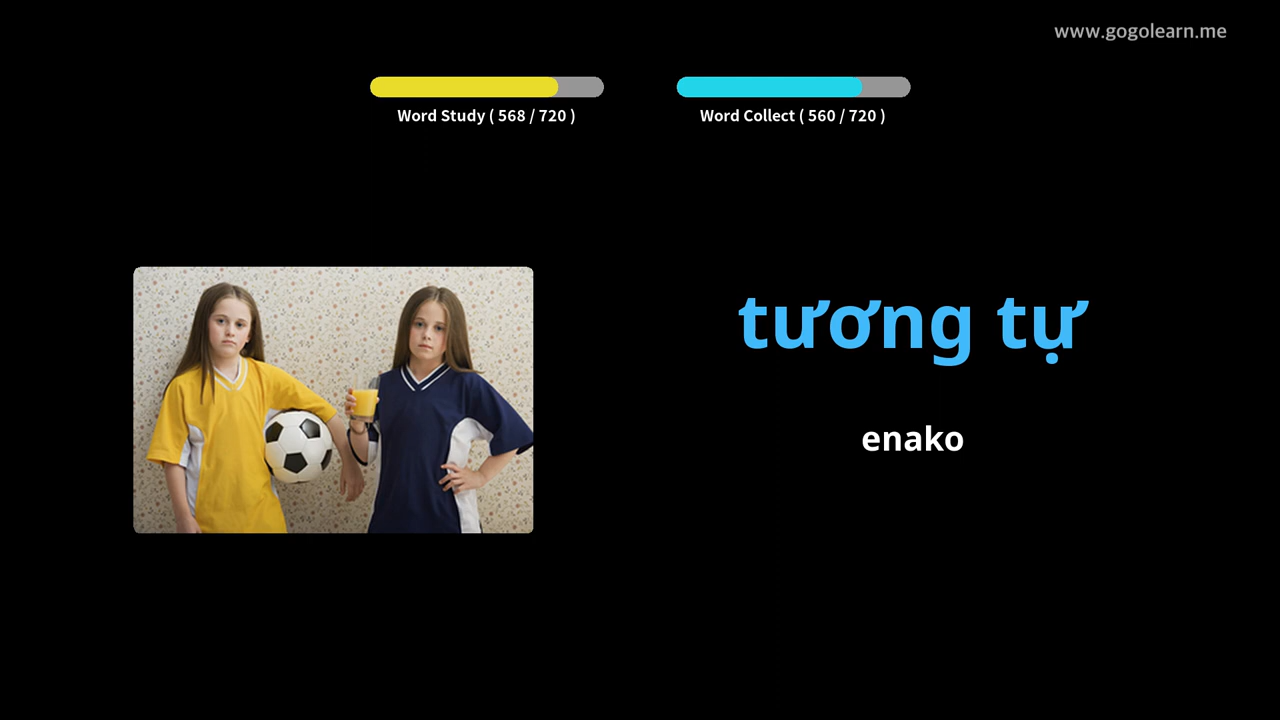 www.gogolearn.me
Word Study ( 568 / 720 )
Word Collect ( 560 / 720 )
tương tự
enako